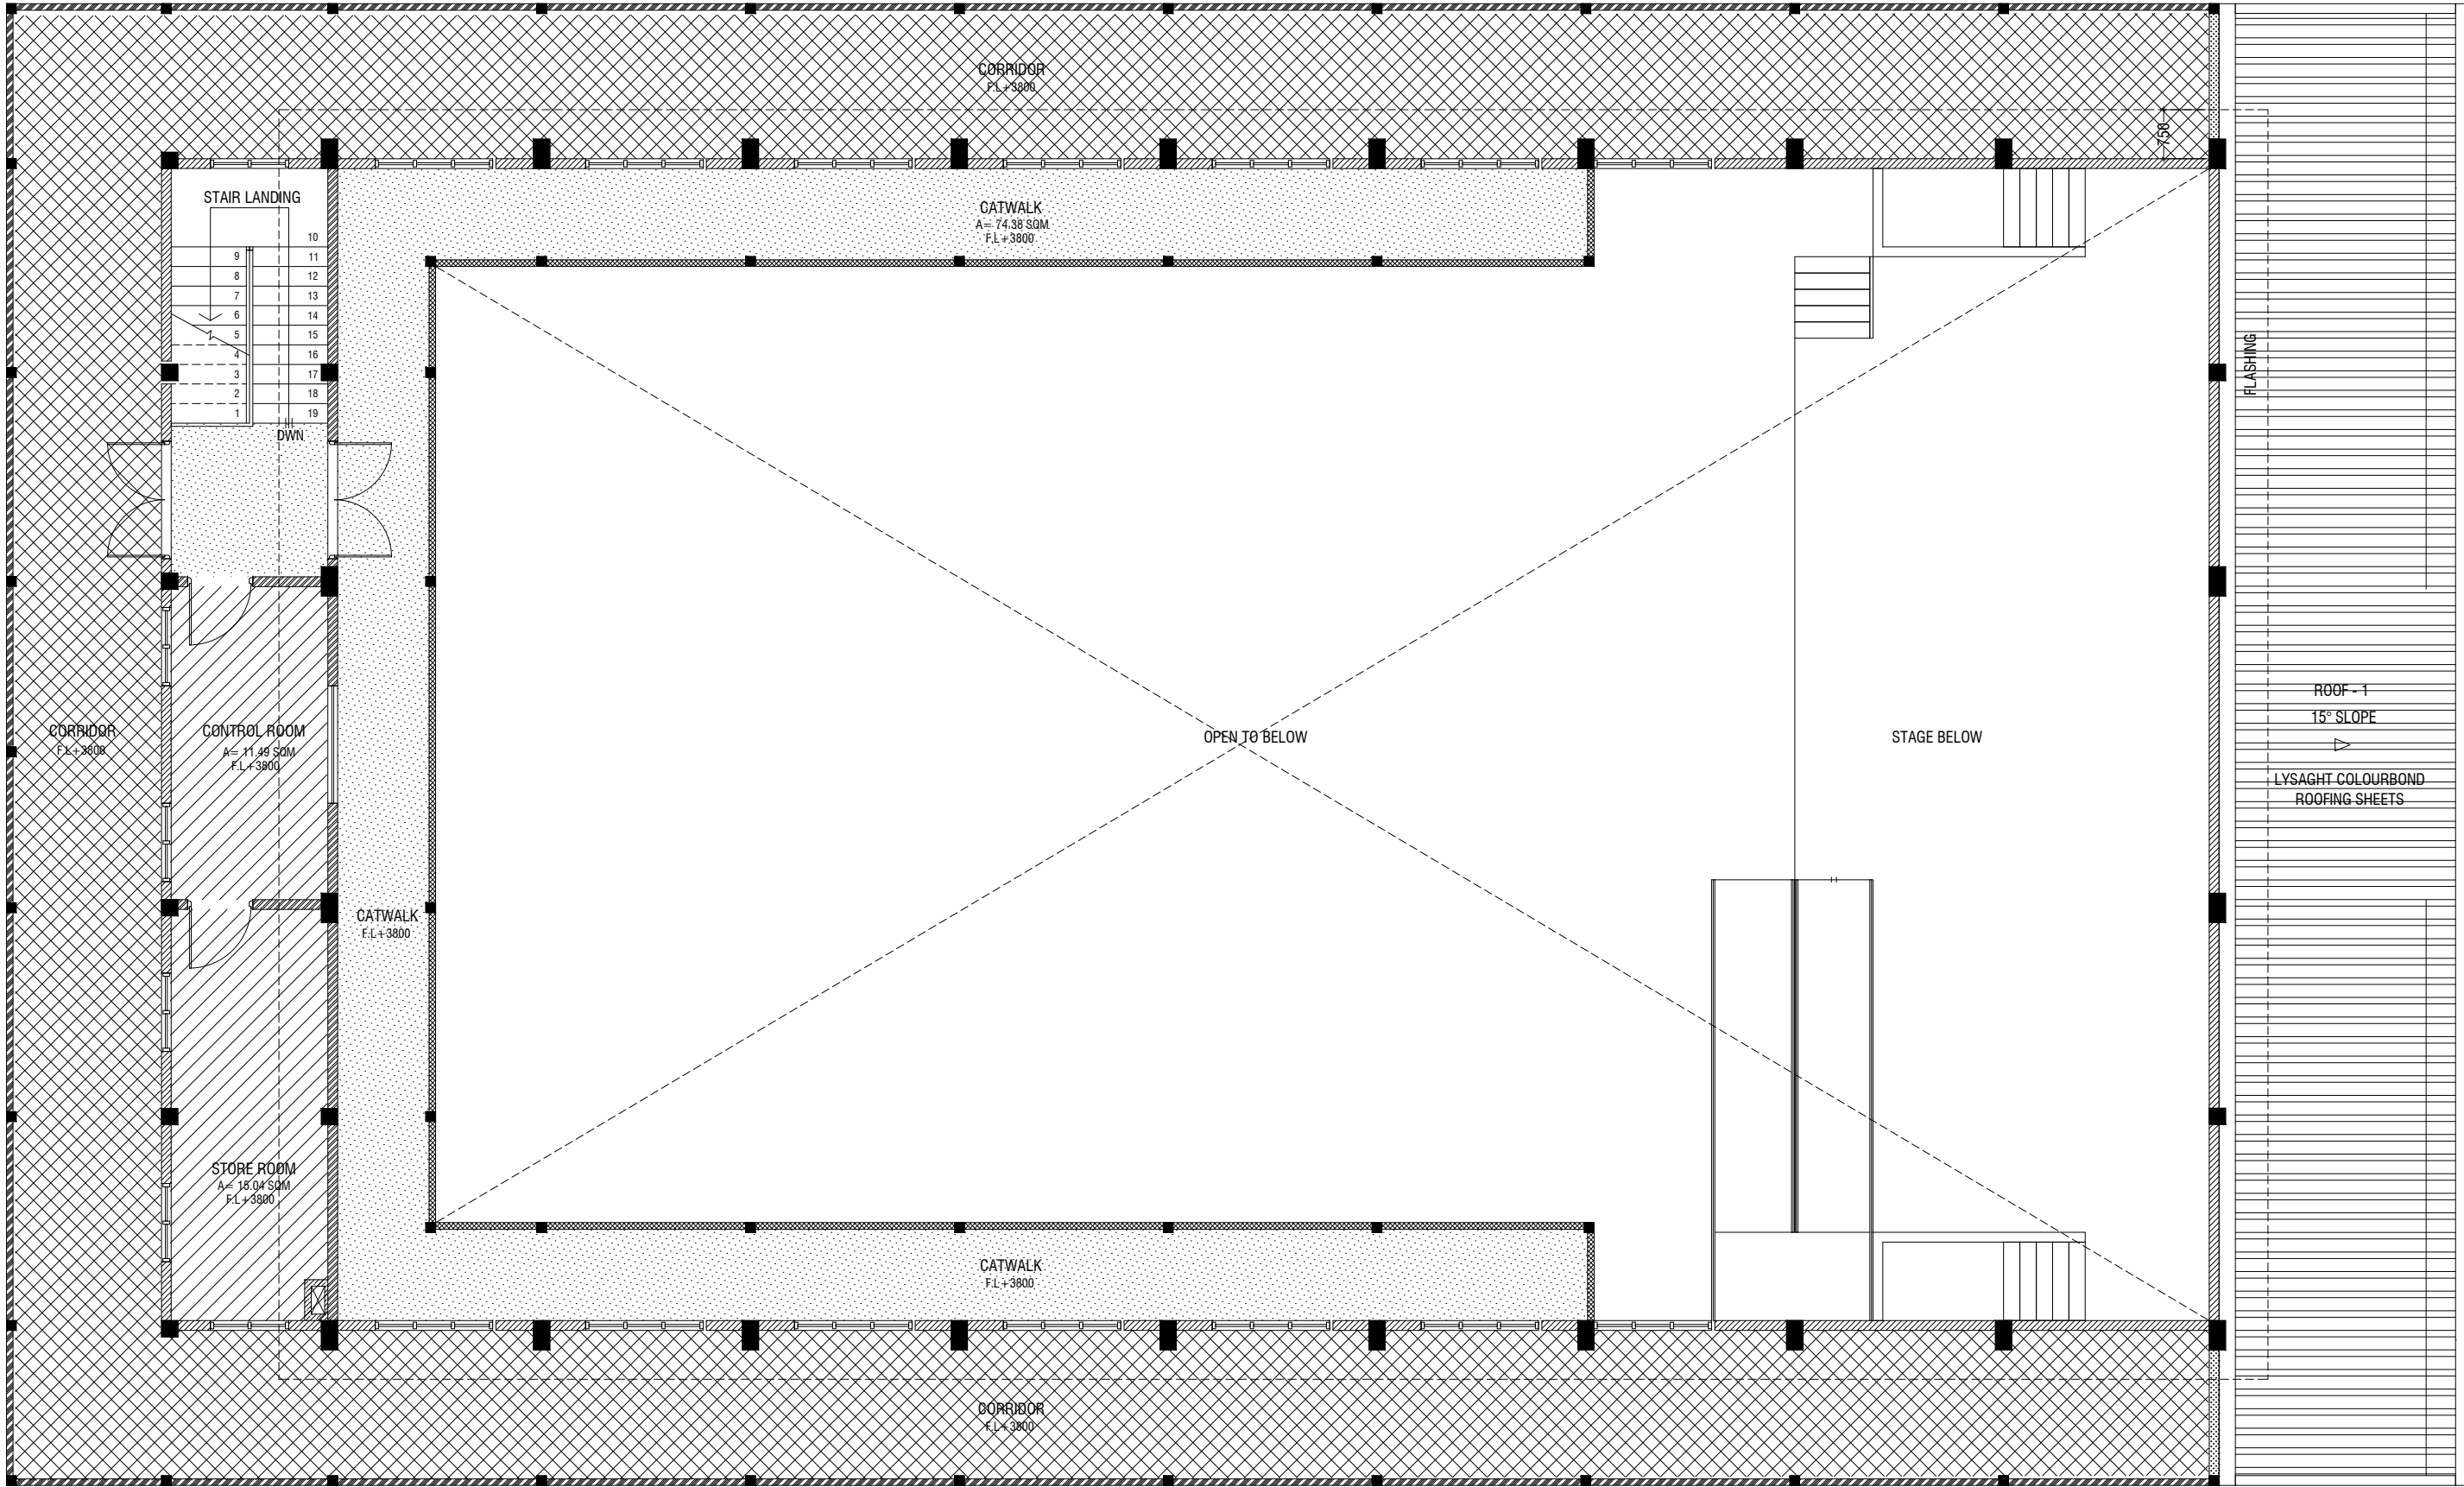 CORRIDOR
F.L+3800
750
STAIR LANDING
CATWALK
A= 74.38 SQM
F.L+3800
10
9
11
8
12
7
13
6
14
5
15
4
16
3
17
2
18
1
19
DWN
FLASHING
CORRIDOR
F.L+3800
CONTROL ROOM
A= 11.49 SQM
F.L+3800
OPEN TO BELOW
STAGE BELOW
ROOF - 1
15° SLOPE
LYSAGHT COLOURBOND
ROOFING SHEETS
CATWALK
F.L+3800
STORE ROOM
A= 15.04 SQM
F.L+3800
CATWALK
F.L+3800
CORRIDOR
F.L+3800